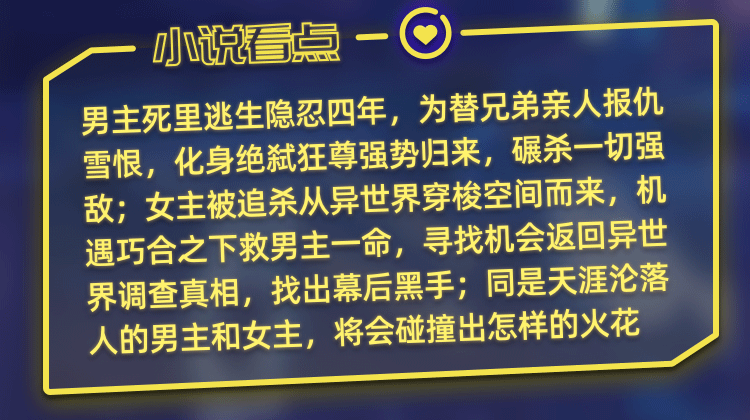 小说看点
男主死里逃生隐忍四年，为替兄弟亲人报仇
雪恨，化身绝弑狂尊强势归来，碾杀一切强
敌；女主被追杀从异世界穿梭空间而来，机
遇巧合之下救男主一命，寻找机会返回异世
界调查真相，找出幕后黑手；同是天涯沦落
人的男主和女主，将会碰撞出怎样的火花